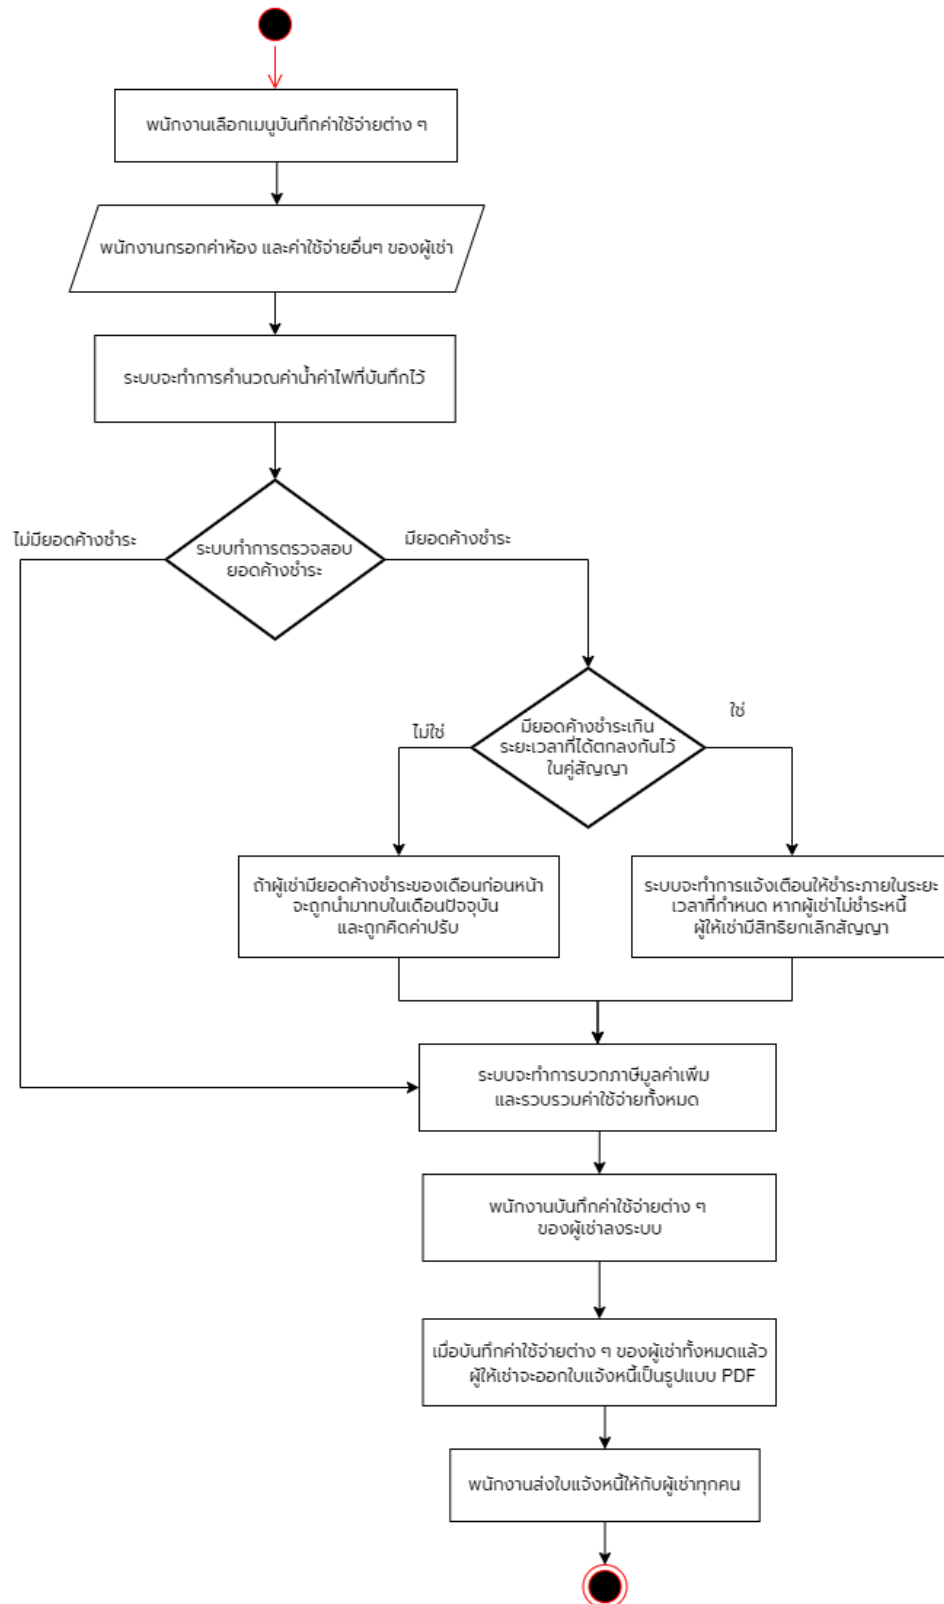 พนักงานเลือกเมนูบันทึกค่าใช้จ่ายต่าง ๆ
พนักงานกรอกค่าห้อง และค่าใช้จ่ายอื่นๆ ของผู้เช่า
ระบบจะทำการคำนวณค่าน้ำค่าไฟที่บันทึกไว้
ไม่มียอดค้างชำระ
ระบบทำการตรวจสอบ
ยอดค้างชำระ
มียอดค้างชำระ
ไม่ใช่
มียอดค้างชำระเกิน
ระยะเวลาที่ได้ตกลงกันไว้
ในคู่สัญญา
ใช่
ถ้าผู้เช่ามียอดค้างชำระของเดือนก่อนหน้า
จะถูกนำมาทบในเดือนปัจจุบัน
และถูกคิดค่าปรับ
ระบบจะทำการแจ้งเตือนให้ชำระภายในระยะ
เวลาที่กำหนด หากผู้เช่าไม่ชำระหนี้
ผู้ให้เช่ามีสิทธิยกเลิกสัญญา
ระบบจะทำการบวกภาษีมูลค่าเพิ่ม
และรวบรวมค่าใช้จ่ายทั้งหมด
พนักงานบันทึกค่าใช้จ่ายต่าง ๆ
ของผู้เช่าลงระบบ
เมื่อบันทึกค่าใช้จ่ายต่าง ๆ ของผู้เช่าทั้งหมดแล้ว
ผู้ให้เช่าจะออกใบแจ้งหนี้เป็นรูปแบบ PDF
พนักงานส่งใบแจ้งหนี้ให้กับผู้เช่าทุกคน